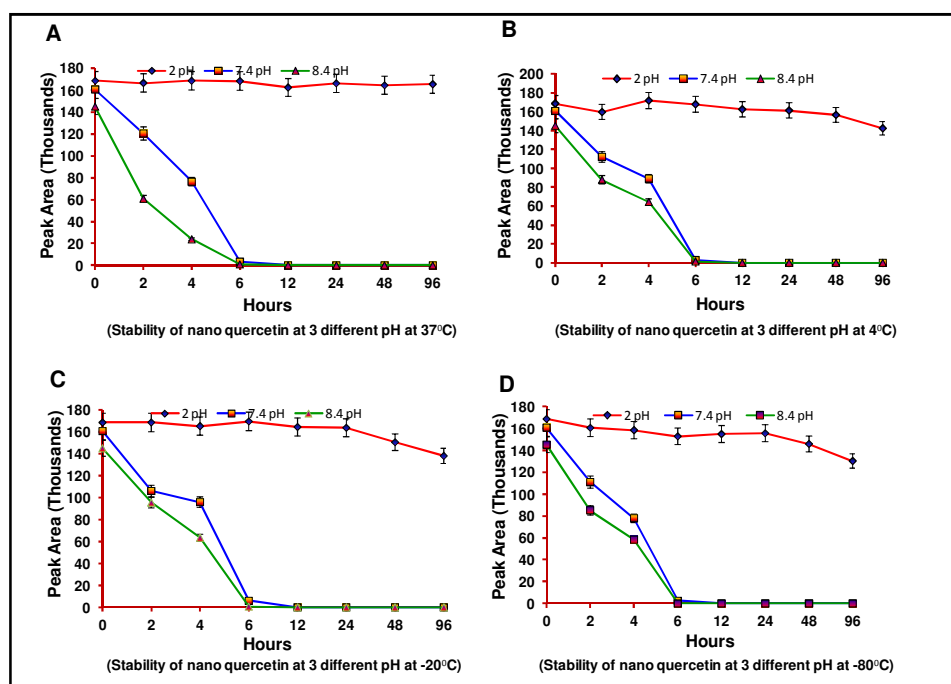 A
2 pH 7.4 pH 8.4 pH
180
160
140
120
100
80
60
40
20
0
Peak Area (Thousands)
0 2 4 6 12 24 48 96
Hours
(Stability of nano quercetin at 3 different pH at 37⁰C)
B
2 pH 7.4 pH 8.4 pH
200
180
160
140
120
100
80
60
40
20
0
Peak Area (Thousands)
0 2 4 6 12 24 48 96
Hours
(Stability of nano quercetin at 3 different pH at 4⁰C)
C
2 pH 7.4 pH 8.4 pH
180
160
140
120
100
80
60
40
20
0
Peak Area (Thousands)
0 2 4 6 12 24 48 96
Hours
(Stability of nano quercetin at 3 different pH at -20⁰C)
D
2 pH 7.4 pH 8.4 pH
180
160
140
120
100
80
60
40
20
0
Peak Area (Thousands)
0 2 4 6 12 24 48 96
Hours
(Stability of nano quercetin at 3 different pH at -80⁰C)